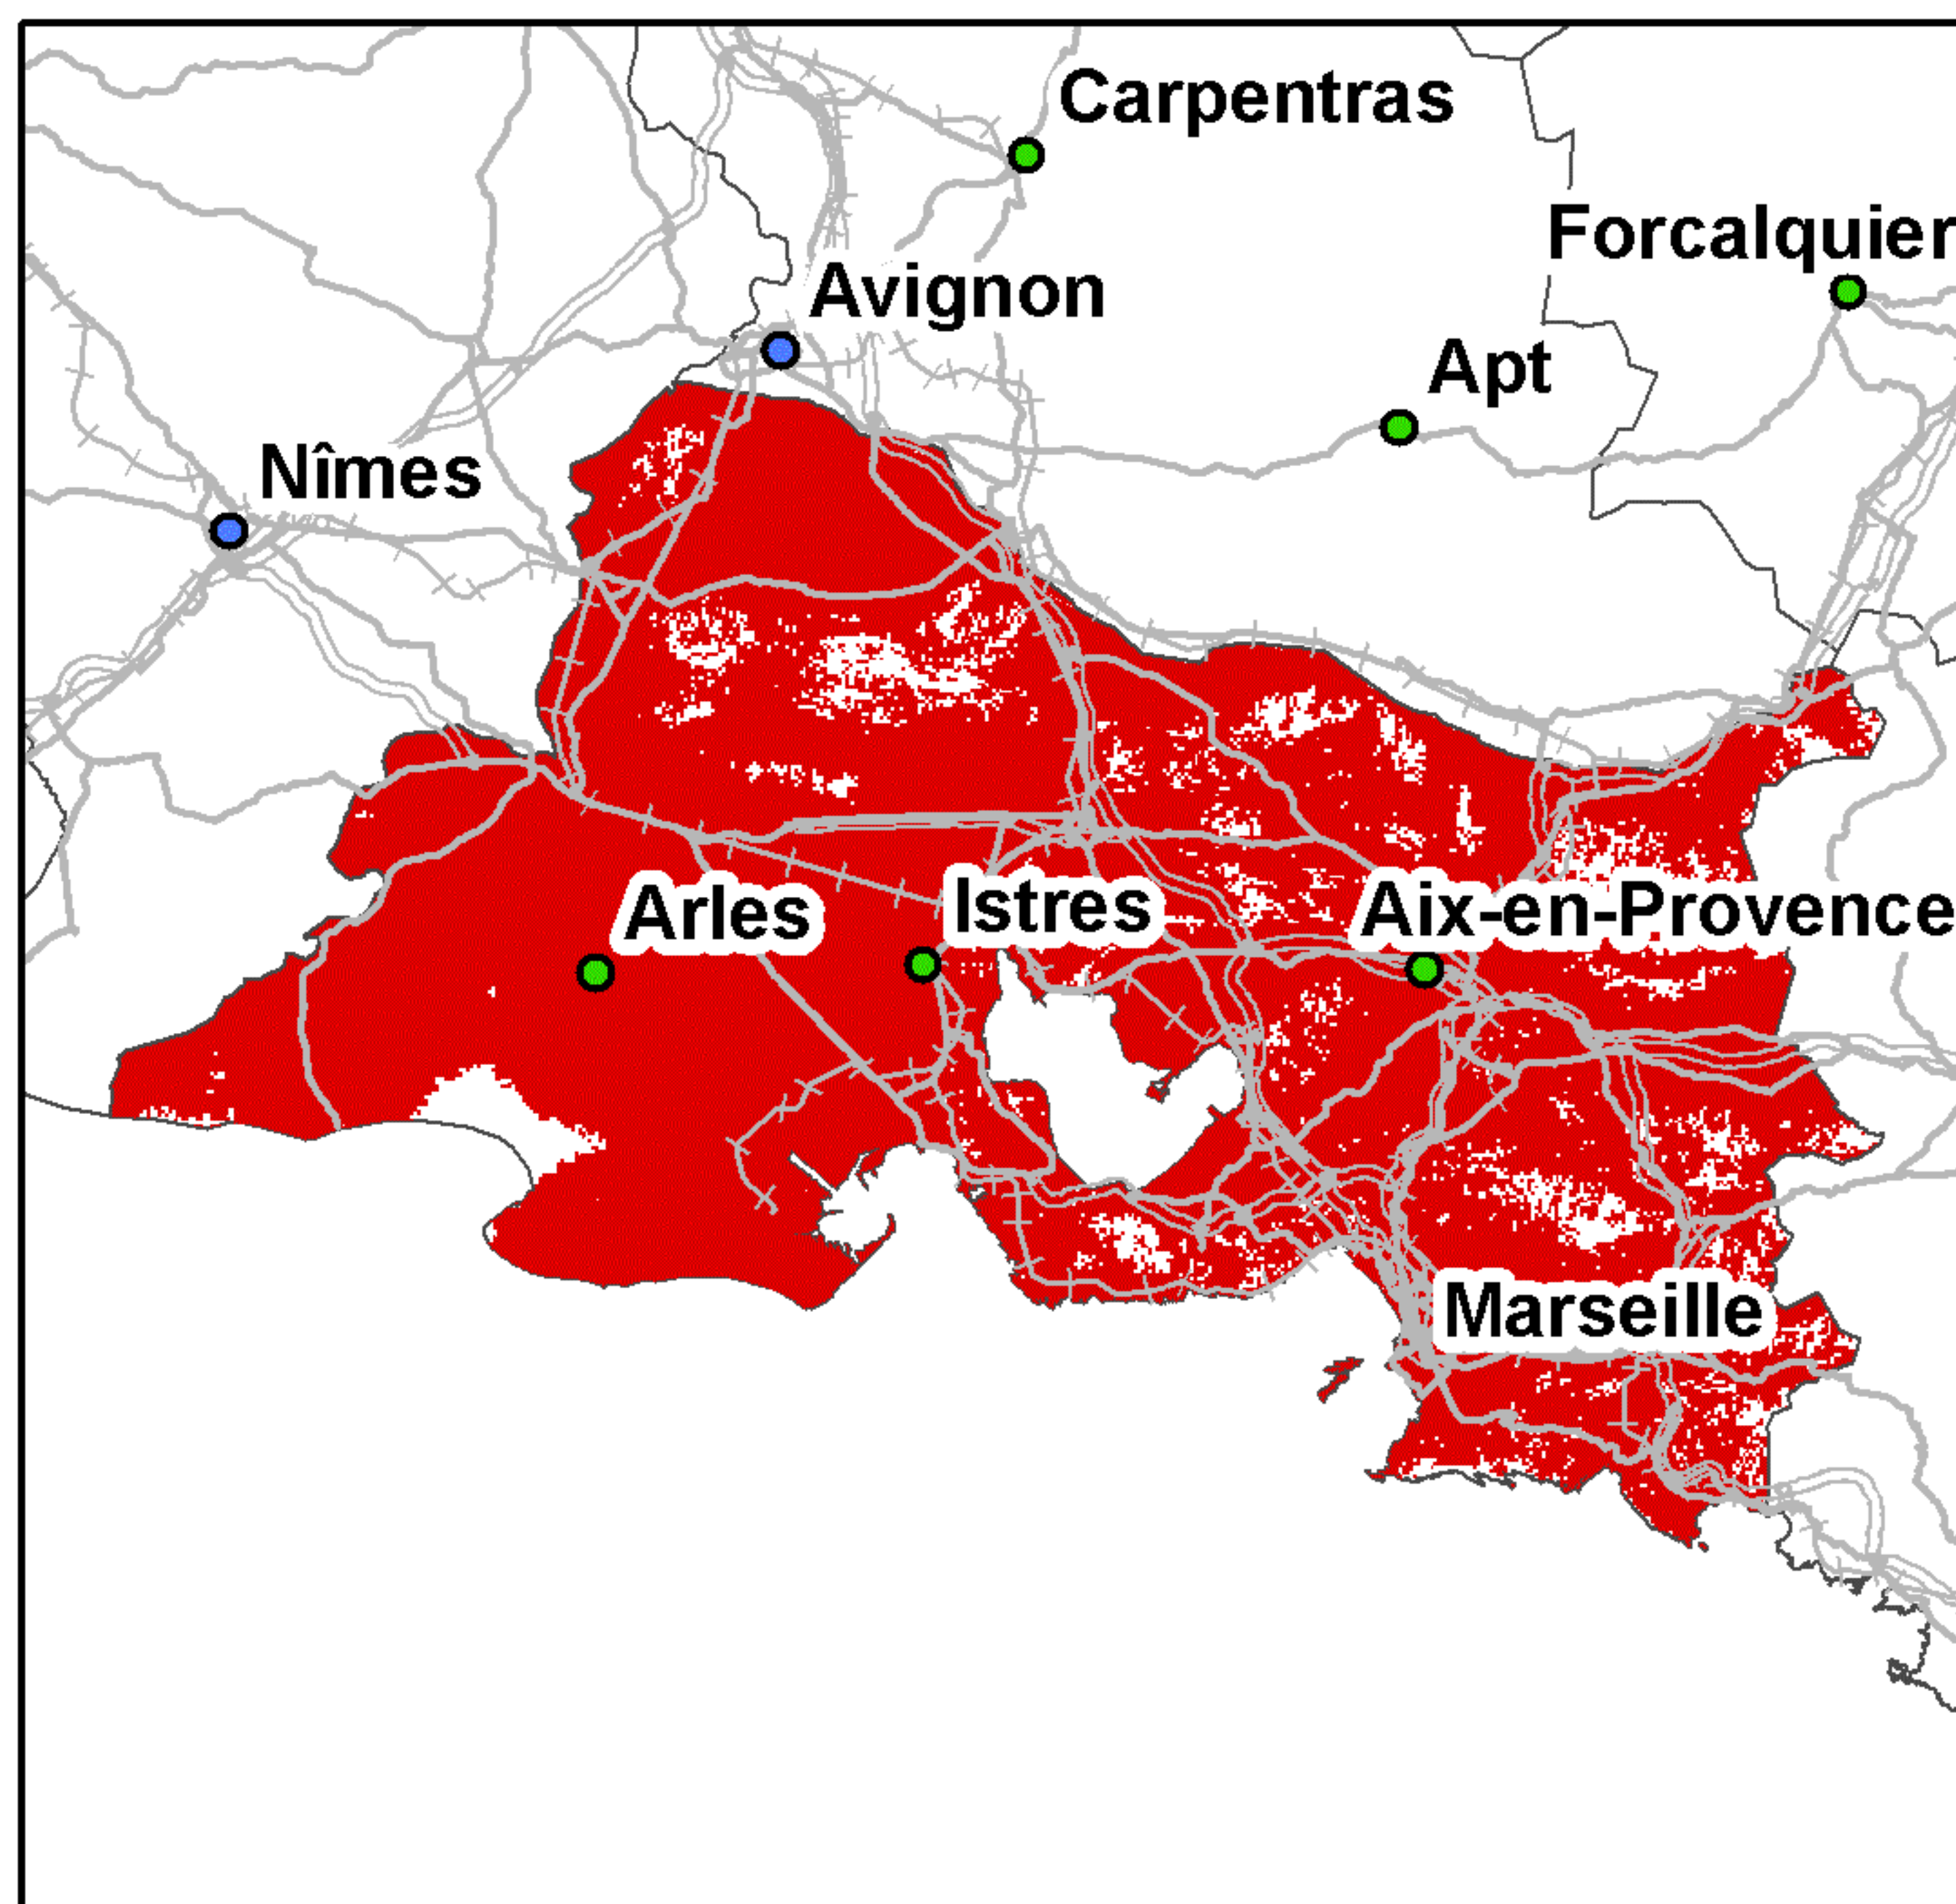 Carpentras
Forcalquier
Avignon
Apt
Nîmes
Arles
Istres
Aix-en-Provence
Marseille